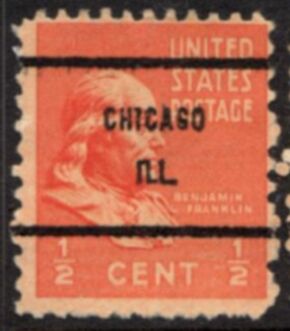 UNITED
STATES
POSTAGE
CHICAGO
ILL.
BENJAMIN
FRANKLIN
1/2 CENT 1/2